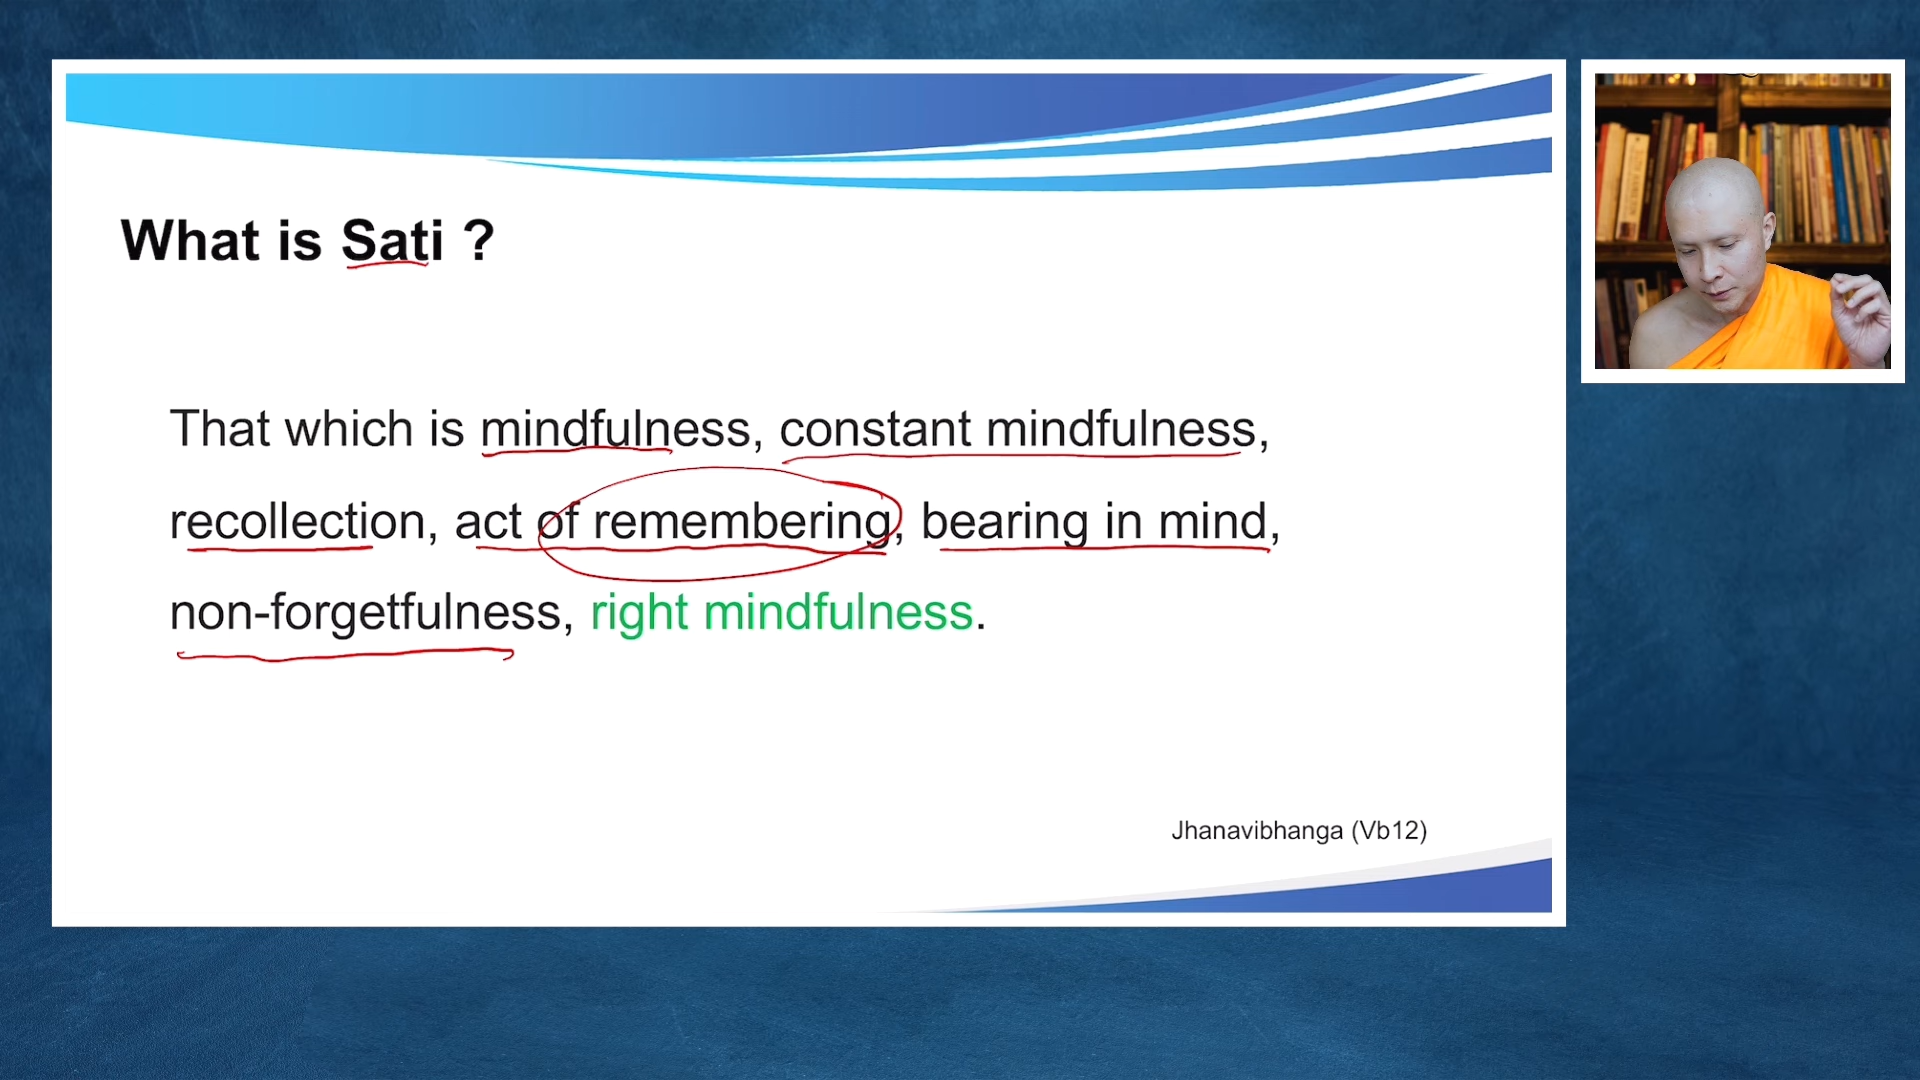 What is Sati ?
That which is mindfulness, constant mindfulness,
recollection, act of remembering, bearing in mind,
non-forgetfulness, right mindfulness.
Jhanavibhanga (Vb12)